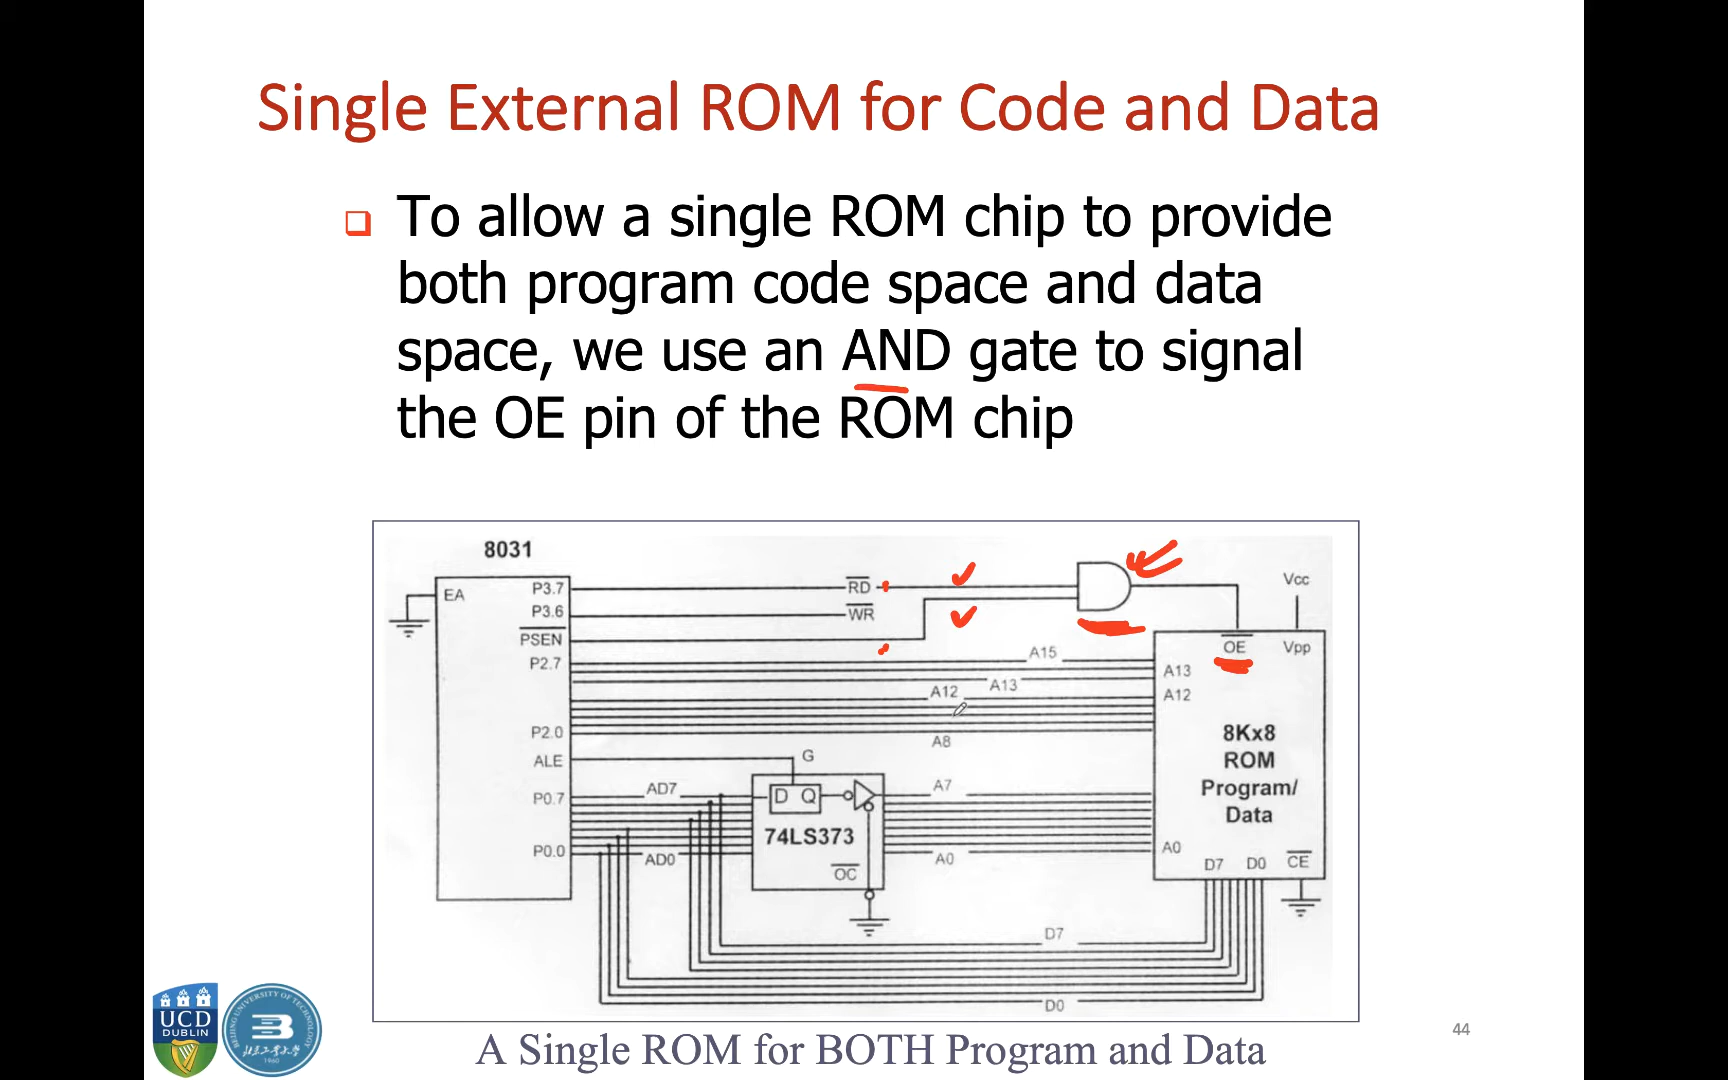 Single External ROM for Code and Data
To allow a single ROM chip to provide
both program code space and data
space, we use an AND gate to signal
the OE pin of the ROM chip
8031
EA
P3.7
P3.6
PSEN
P2.7
P2.0
ALE
P0.7
P0.0
RD
WR
A15
A13
A12
A8
G
AD7
AD0
D Q
74LS373
OC
A7
A0
Vcc
OE
Vpp
A13
A12
8Kx8
ROM
Program/
Data
A0
D7 D0 CE
D7
D0
UCD
DUBLIN
1960
A Single ROM for BOTH Program and Data
44